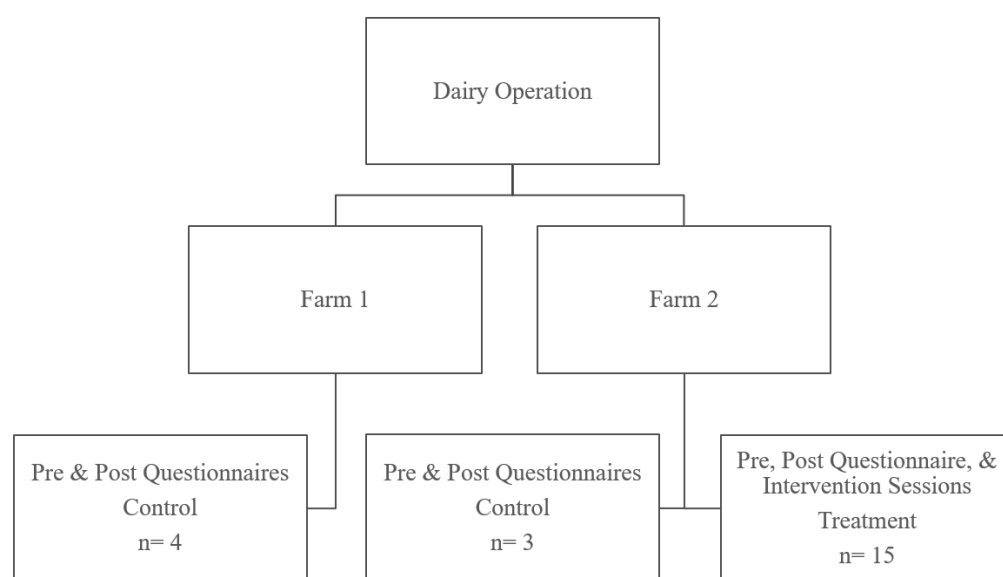 Dairy Operation
Farm 1
Farm 2
Pre & Post Questionnaires
Control
n= 4
Pre & Post Questionnaires
Control
n= 3
Pre, Post Questionnaire, &
Intervention Sessions
Treatment
n= 15